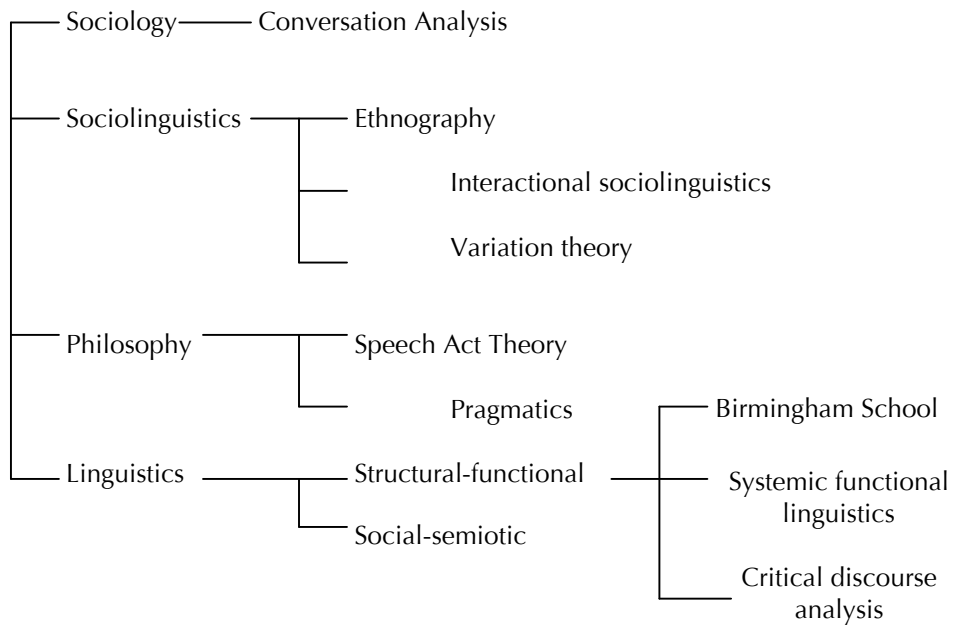 Sociology Conversation Analysis
Sociolinguistics Ethnography
Interactional sociolinguistics
Variation theory
Philosophy Speech Act Theory
Pragmatics Birmingham School
Linguistics Structural-functional Systemic functional
linguistics
Social-semiotic
Critical discourse
analysis